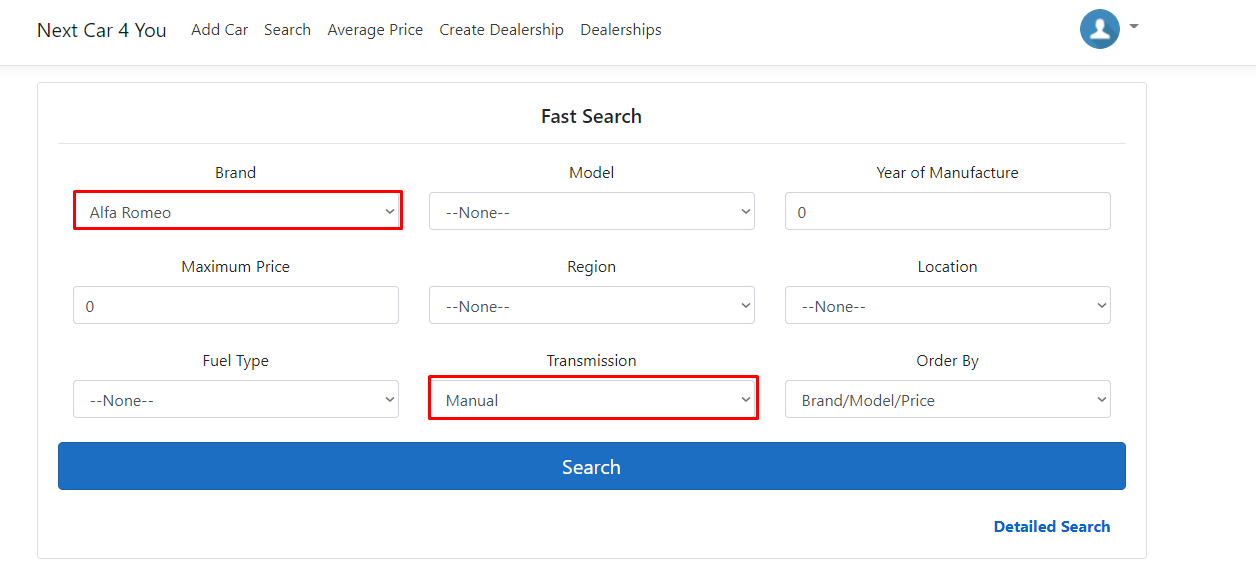 Next Car 4 You Add Car Search Average Price Create Dealership Dealerships
Fast Search
Brand Model Year of Manufacture
Alfa Romeo --None-- 0
Maximum Price Region Location
0 --None-- --None--
Fuel Type Transmission Order By
--None-- Manual Brand/Model/Price
Search
Detailed Search